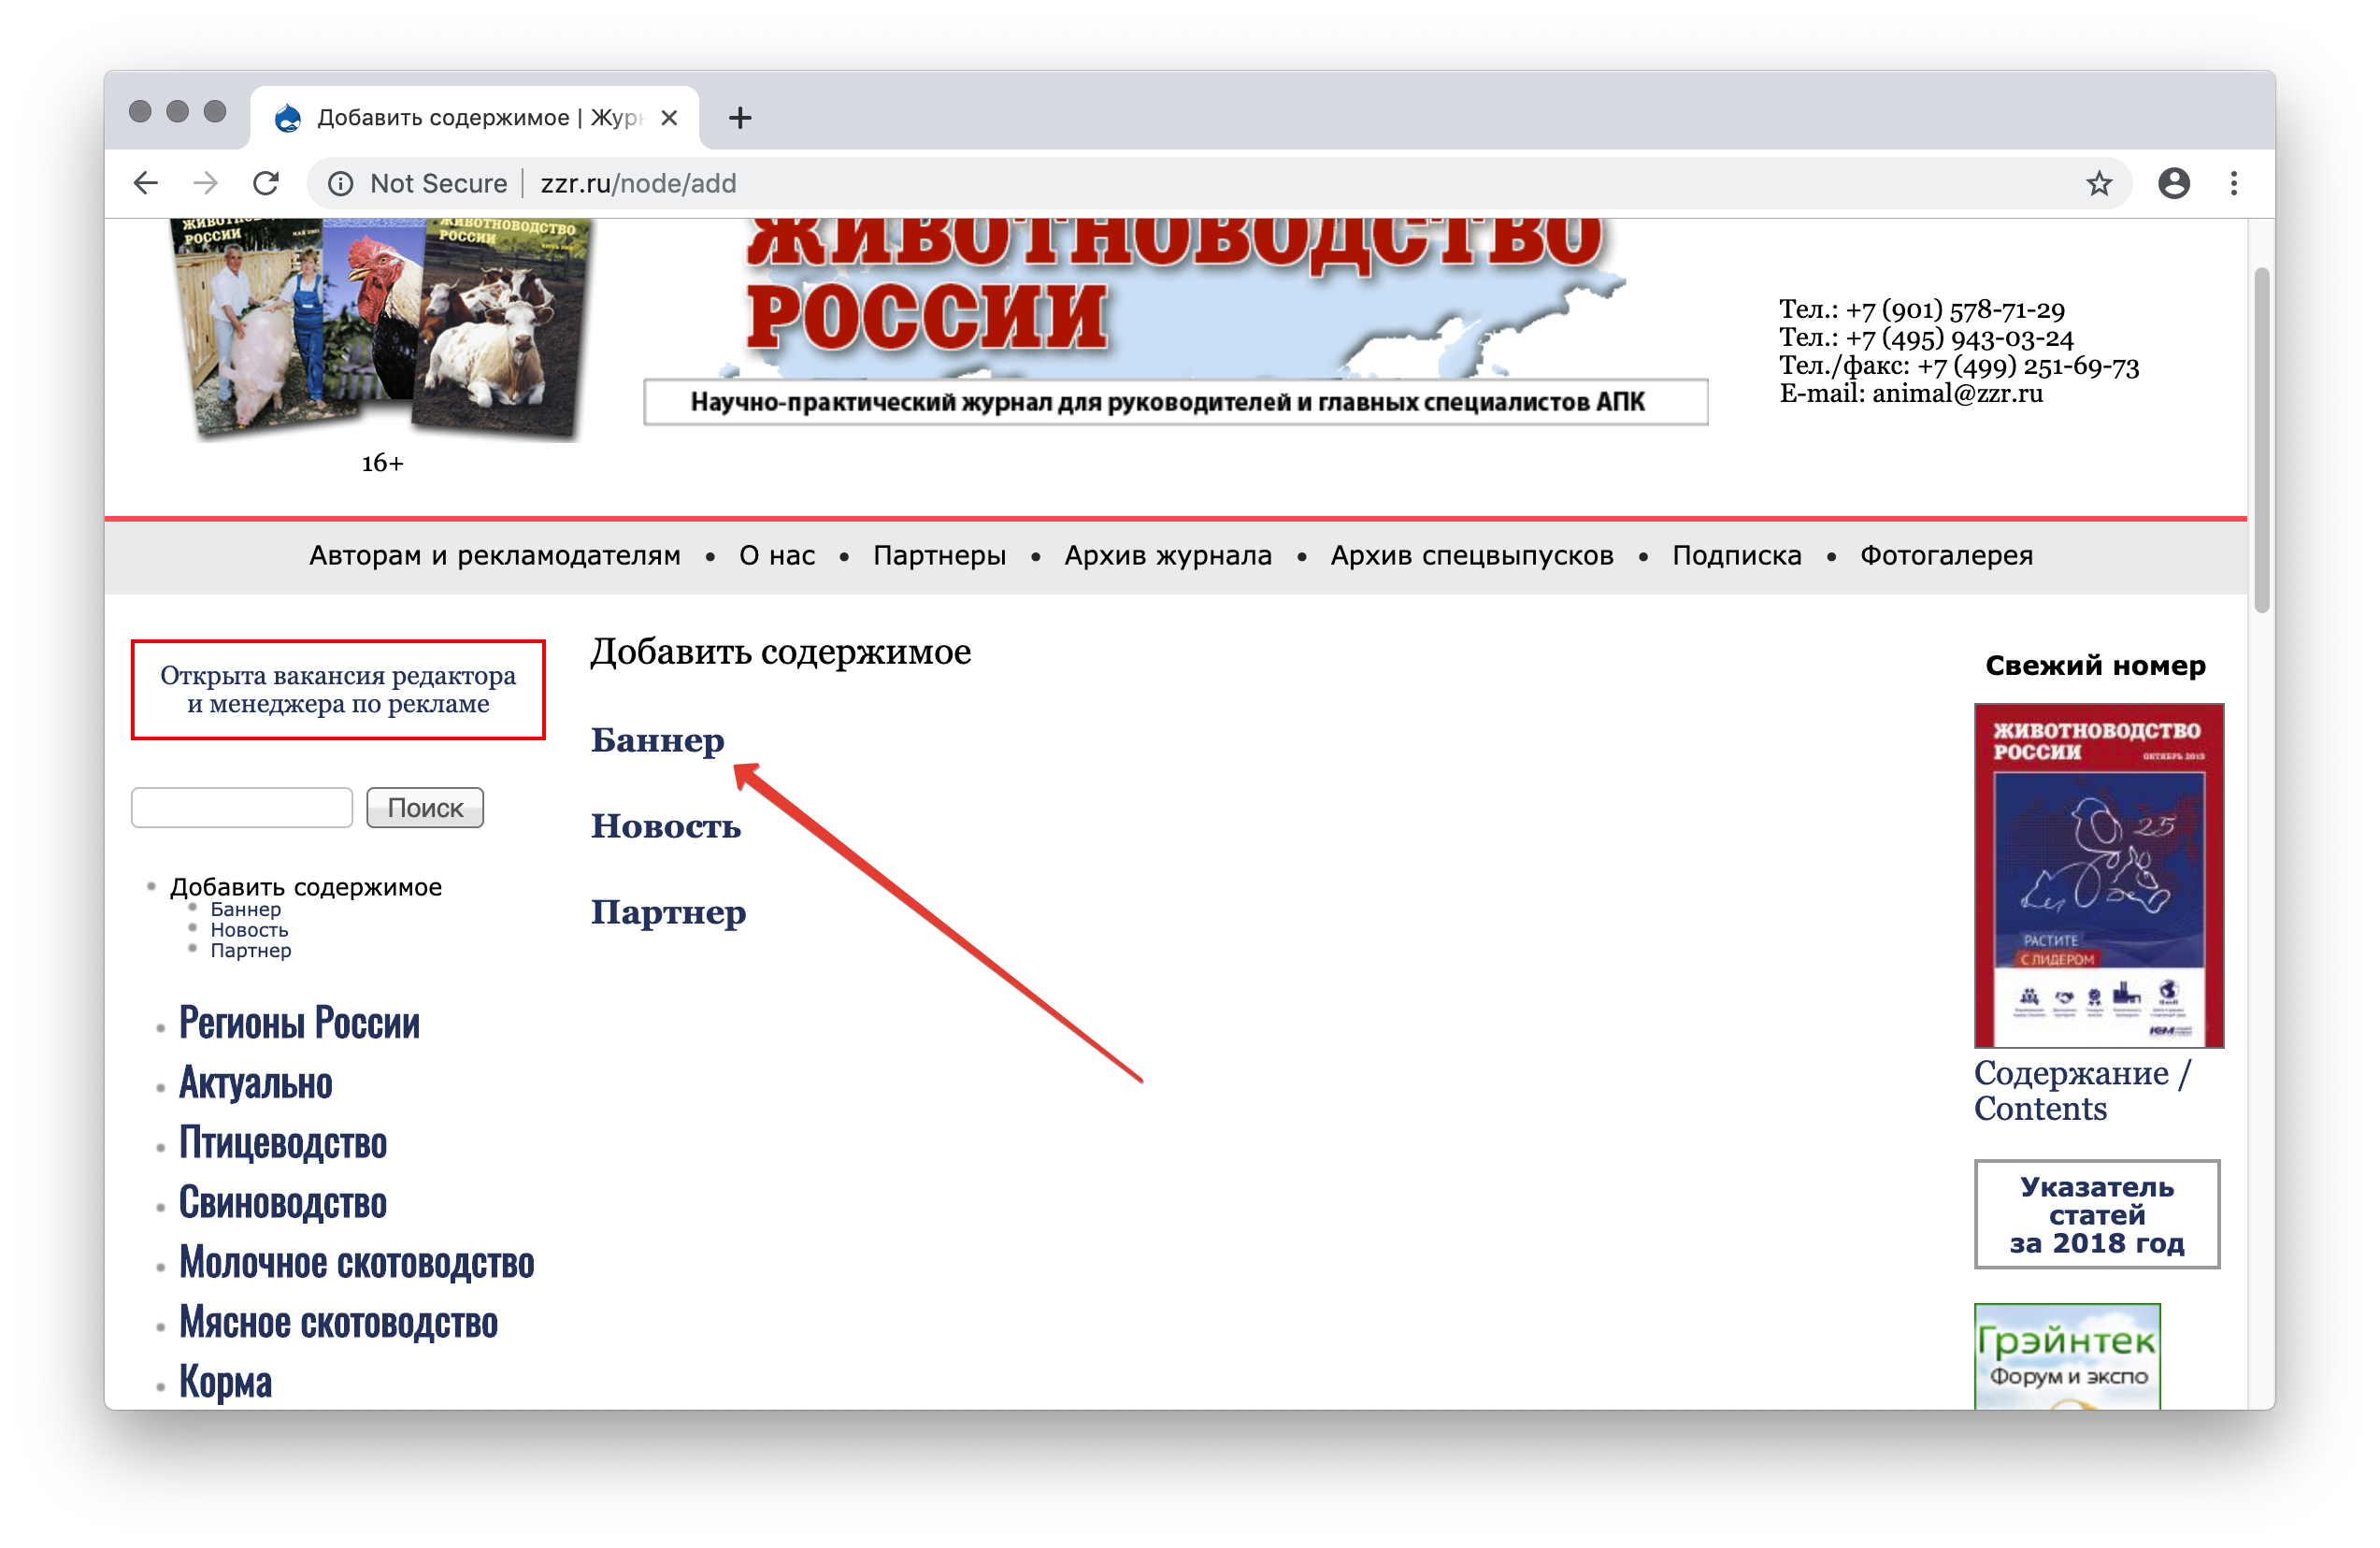 Добавить содержимое | Жур
Not Secure
zzr.ru/node/add
ЖИВОТНОВОДСТВО
РОССИИ
РОССИИ
ЖИВОТНОВОДСТВО
РОССИИ
Научно-практический журнал для руководителей и главных специалистов АПК
16+
Тел.: +7 (901) 578-71-29
Тел.: +7 (495) 943-03-24
Тел./факс: +7 (499) 251-69-73
E-mail: animal@zzr.ru
Авторам и рекламодателям • О нас • Партнеры • Архив журнала • Архив спецвыпусков • Подписка • Фотогалерея
Открыта вакансия редактора
и менеджера по рекламе
Поиск
Добавить содержимое
Баннер
Новость
Партнер
Регионы России
Актуально
Птицеводство
Свиноводство
Молочное скотоводство
Мясное скотоводство
Корма
Добавить содержимое
Баннер
Новость
Партнер
Свежий номер
ЖИВОТНОВОДСТВО
РОССИИ
ОКТЯБРЬ 2019
25
РАСТИТЕ
С ЛИДЕРОМ
Содержание /
Contents
Указатель
статей
за 2018 год
Грэйнтек
Форум и экспо